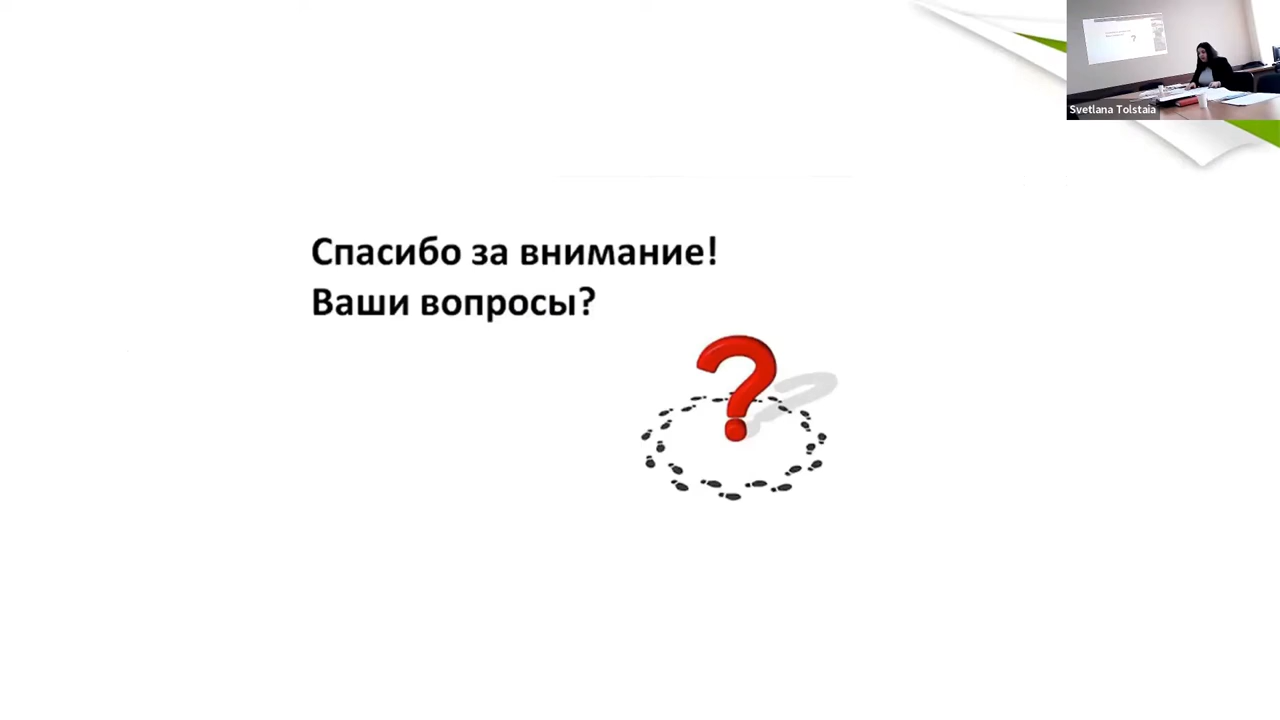 Svetlana Tolstaia
Спасибо за внимание!
Ваши вопросы?